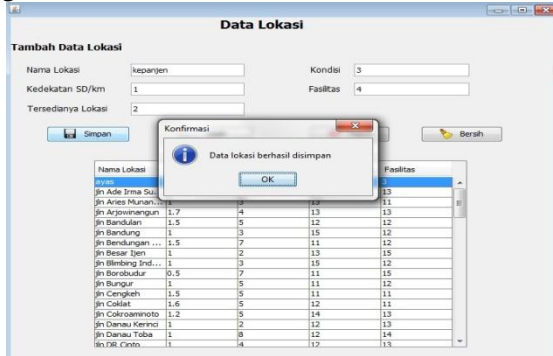 Data Lokasi
Tambah Data Lokasi
Nama Lokasi kepanjen Kondisi 3
Kedekatan SD/km 1 Fasilitas 4
Tersedianya Lokasi 2
Simpan Bersih
Konfirmasi
Data lokasi berhasil disimpan
OK
Nama Lokasi Fasilitas
ayas
jln Ade Irma Su... 13
jln Aries Munan... 1 3 13 11
jln Arjowinangun 1.7 4 13 13
jln Bandulan 1.5 5 12 12
jln Bandung 1 3 15 12
jln Bendungan ... 1.5 7 11 12
jln Besar Ijen 1 2 13 15
jln Blimbing Ind... 1 3 15 12
jln Borobudur 0.5 7 11 15
jln Bungur 1 5 11 12
jln Cengkeh 1.5 5 11 11
jln Coklat 1.6 5 12 11
jln Cokroaminoto 1.2 5 14 13
jln Danau Kerinci 1 2 12 13
jln Danau Toba 1 8 12 14
jln DR Cipto 1 4 12 13